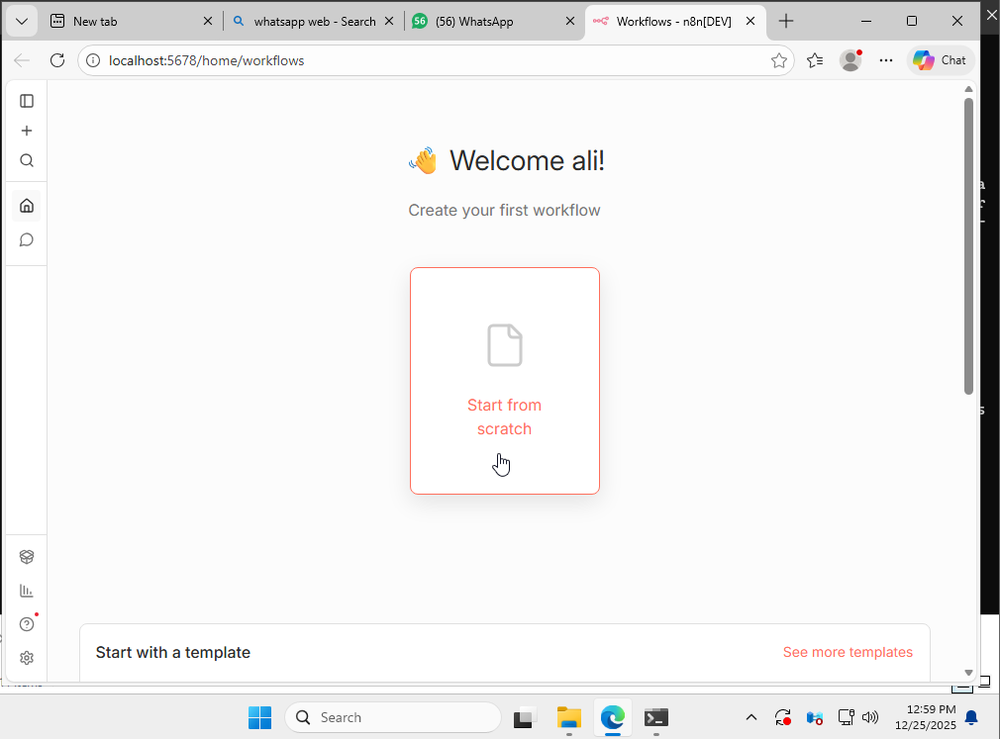 New tab
whatsapp web - Search
56
(56) WhatsApp
Workflows - n8n[DEV]
localhost:5678/home/workflows
Chat
👋 Welcome ali!
Create your first workflow
Start from
scratch
Start with a template
See more templates
Search
12:59 PM
12/25/2025